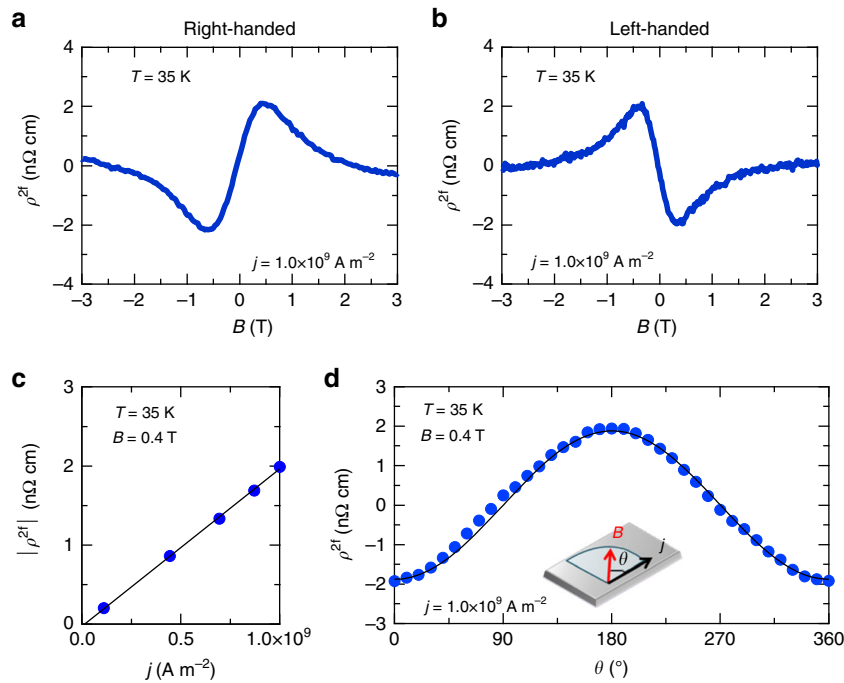 a
Right-handed
T = 35 K
ρ²ᶠ (nΩ cm)
4
2
0
−2
−4
j = 1.0×10⁹ A m⁻²
−3 −2 −1 0 1 2 3
B (T)
b
Left-handed
T = 35 K
ρ²ᶠ (nΩ cm)
4
2
0
−2
−4
j = 1.0×10⁹ A m⁻²
−3 −2 −1 0 1 2 3
B (T)
c
T = 35 K
B = 0.4 T
|ρ²ᶠ| (nΩ cm)
3
2
1
0
0.0 0.5 1.0×10⁹
j (A m⁻²)
d
T = 35 K
B = 0.4 T
ρ²ᶠ (nΩ cm)
3
2
1
0
−1
−2
−3
B
θ
j
j = 1.0×10⁹ A m⁻²
0 90 180 270 360
θ (°)